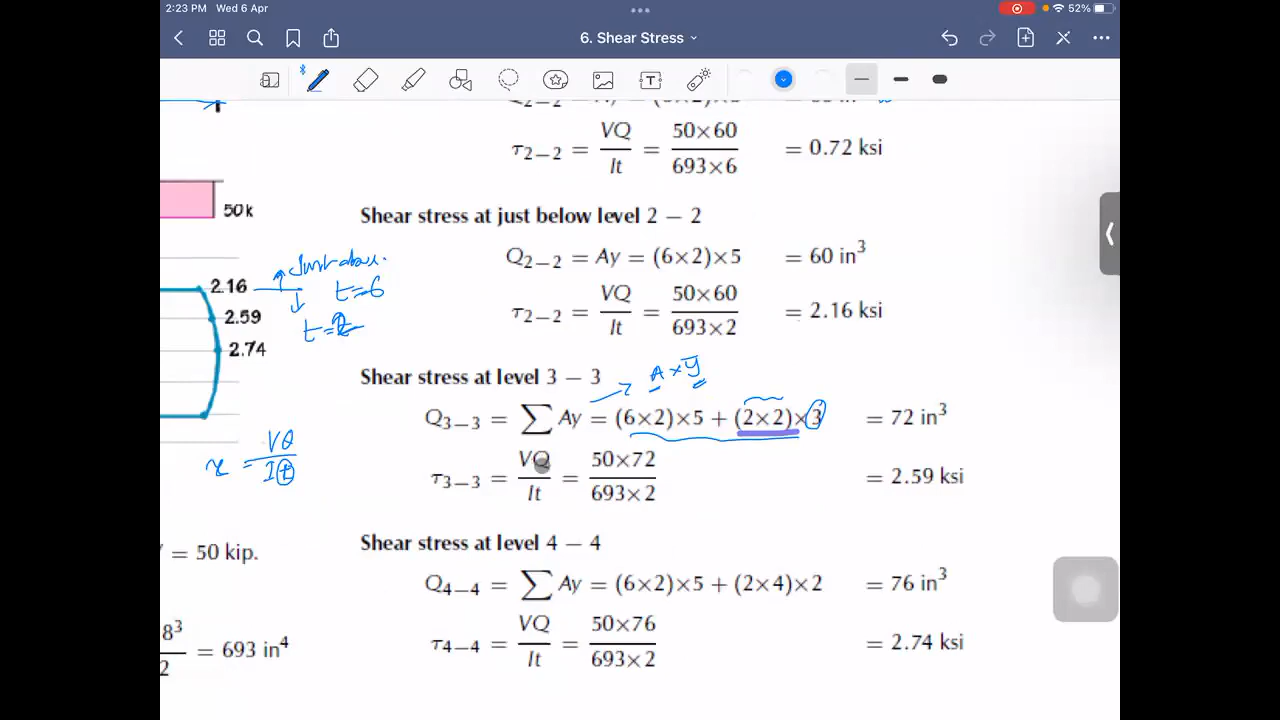 2:23 PM Wed 6 Apr
52%
6. Shear Stress
τ2−2 = VQ/It = 50×60/693×6 = 0.72 ksi
50k
Shear stress at just below level 2 − 2
Q2−2 = Ay = (6×2)×5 = 60 in³
Just above.
2.16
t=6
τ2−2 = VQ/It = 50×60/693×2 = 2.16 ksi
2.59
t=2
2.74
A × y̅
Shear stress at level 3 − 3
Q3−3 = ∑ Ay = (6×2)×5 + (2×2)×3 = 72 in³
τ = VQ/It
τ3−3 = VQ/It = 50×72/693×2 = 2.59 ksi
Shear stress at level 4 − 4
= 50 kip.
Q4−4 = ∑ Ay = (6×2)×5 + (2×4)×2 = 76 in³
8³/2 = 693 in⁴
τ4−4 = VQ/It = 50×76/693×2 = 2.74 ksi